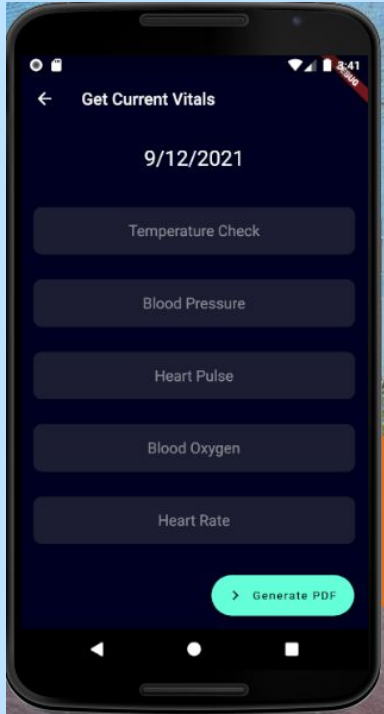 3:41
DEBUG
Get Current Vitals
9/12/2021
Temperature Check
Blood Pressure
Heart Pulse
Blood Oxygen
Heart Rate
Generate PDF